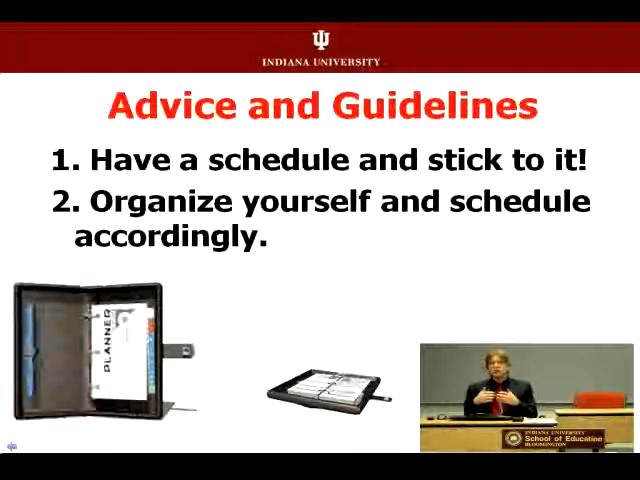 INDIANA UNIVERSITY
Advice and Guidelines
1. Have a schedule and stick to it!
2. Organize yourself and schedule
accordingly.
PLANNER
INDIANA UNIVERSITY
School of Education
BLOOMINGTON